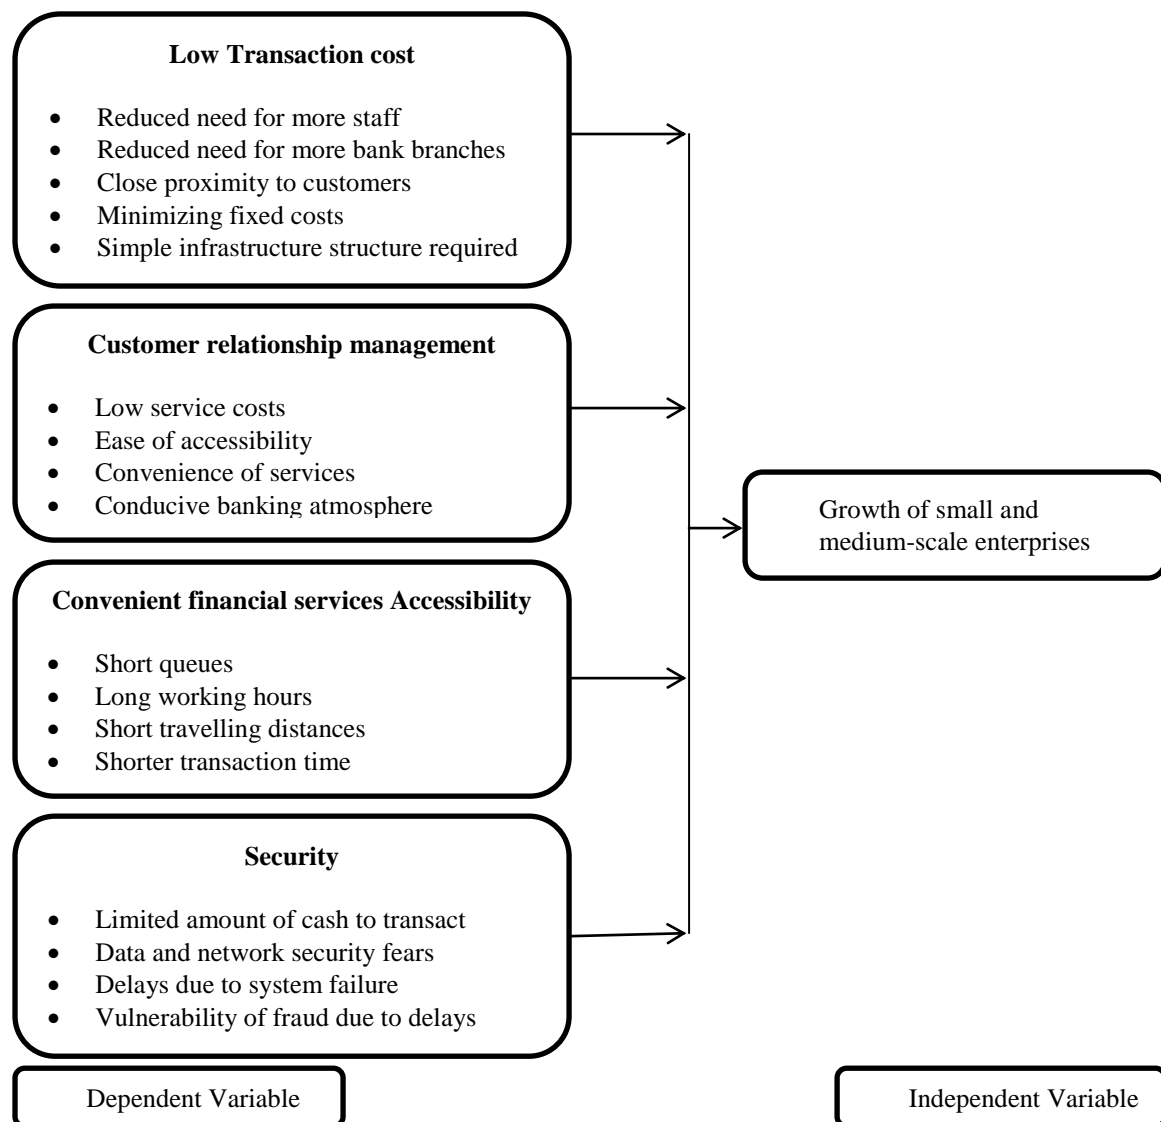 Low Transaction cost
• Reduced need for more staff
• Reduced need for more bank branches
• Close proximity to customers
• Minimizing fixed costs
• Simple infrastructure structure required
Customer relationship management
• Low service costs
• Ease of accessibility
• Convenience of services
• Conducive banking atmosphere
Growth of small and
medium-scale enterprises
Convenient financial services Accessibility
• Short queues
• Long working hours
• Short travelling distances
• Shorter transaction time
Security
• Limited amount of cash to transact
• Data and network security fears
• Delays due to system failure
• Vulnerability of fraud due to delays
Dependent Variable
Independent Variable